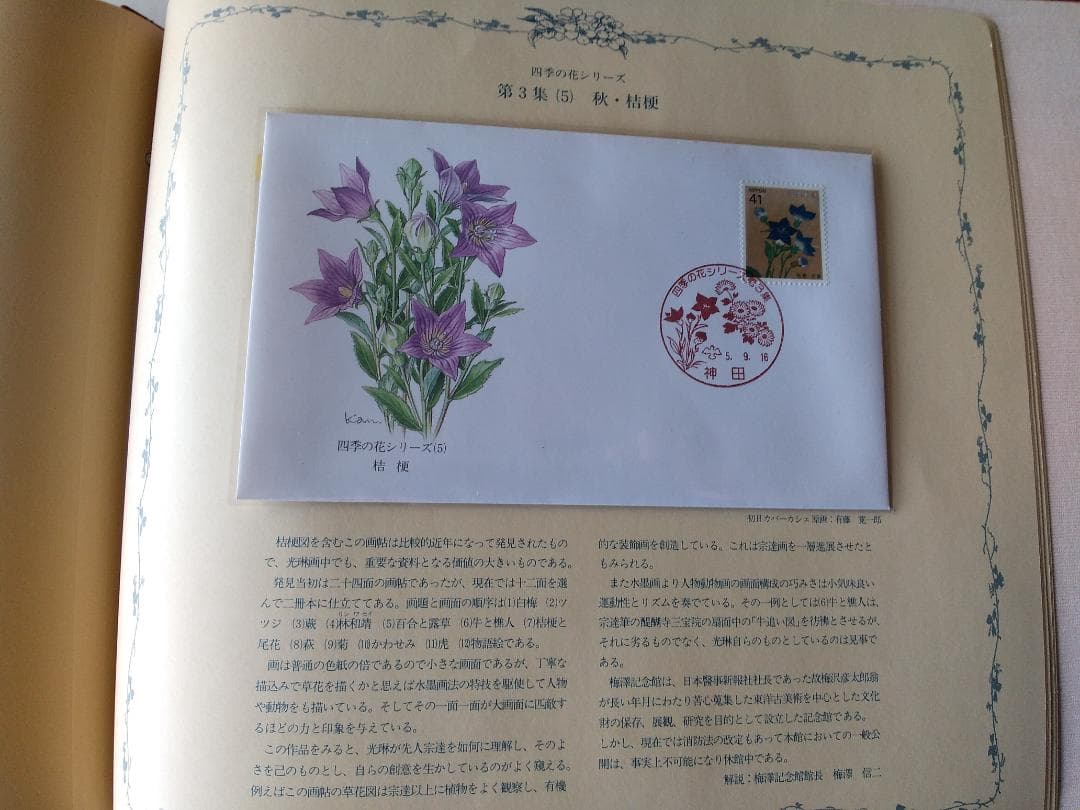 四季の花シリーズ
第3集(5) 秋・桔梗
NIPPON
41
四季の花シリーズ第3集
5. 9. 16
神田
Kan
四季の花シリーズ(5)
桔梗
初日カバーカシェ原画：有藤 寛一郎
桔梗図を含むこの画帖は比較的近年になって発見されたもの
で、光琳画中でも、重要な資料となる価値の大きいものである。
発見当初は二十四面の画帖であったが、現在では十二面を選
んで二冊本に仕立ててある。画題と画面の順序は(1)白梅 (2)ツ
ツジ (3)蕨 (4)林和靖 (5)百合と露草 (6)牛と樵人 (7)桔梗と
リンワセイ
尾花 (8)萩 (9)菊 (10)かわせみ (11)虎 (12)物語絵である。
画は普通の色紙の倍であるので小さな画面であるが、丁寧な
描込みで草花を描くかと思えば水墨画法の特技を駆使して人物
や動物をも描いている。そしてその一面一面が大画面に匹敵す
るほどの力と印象を与えている。
この作品をみると、光琳が先人宗達を如何に理解し、そのよ
さを己のものとし、自らの創意を生かしているのがよく窺える。
例えばこの画帖の草花図は宗達以上に植物をよく観察し、有機
的な装飾画を創造している。これは宗達画を一層進展させたと
もみられる。
また水墨画より人物動物画の画面構成の巧みさは小気味良い
運動性とリズムを奏でている。その一例としては(6)牛と樵人は、
宗達筆の醍醐寺三宝院の扇面中の「牛追い図」を彷彿とさせるが、
それに劣るものでなく、光琳自らのものとしているのは見事で
ある。
梅澤記念館は、日本醫事新報社社長であった故梅沢彦太郎翁
が長い年月にわたり苦心蒐集した東洋古美術を中心とした文化
財の保存、展観、研究を目的として設立した記念館である。
しかし、現在では消防法の改定もあって本館においての一般公
開は、事実上不可能になり休館中である。
解説：梅澤記念館館長 梅澤 信二